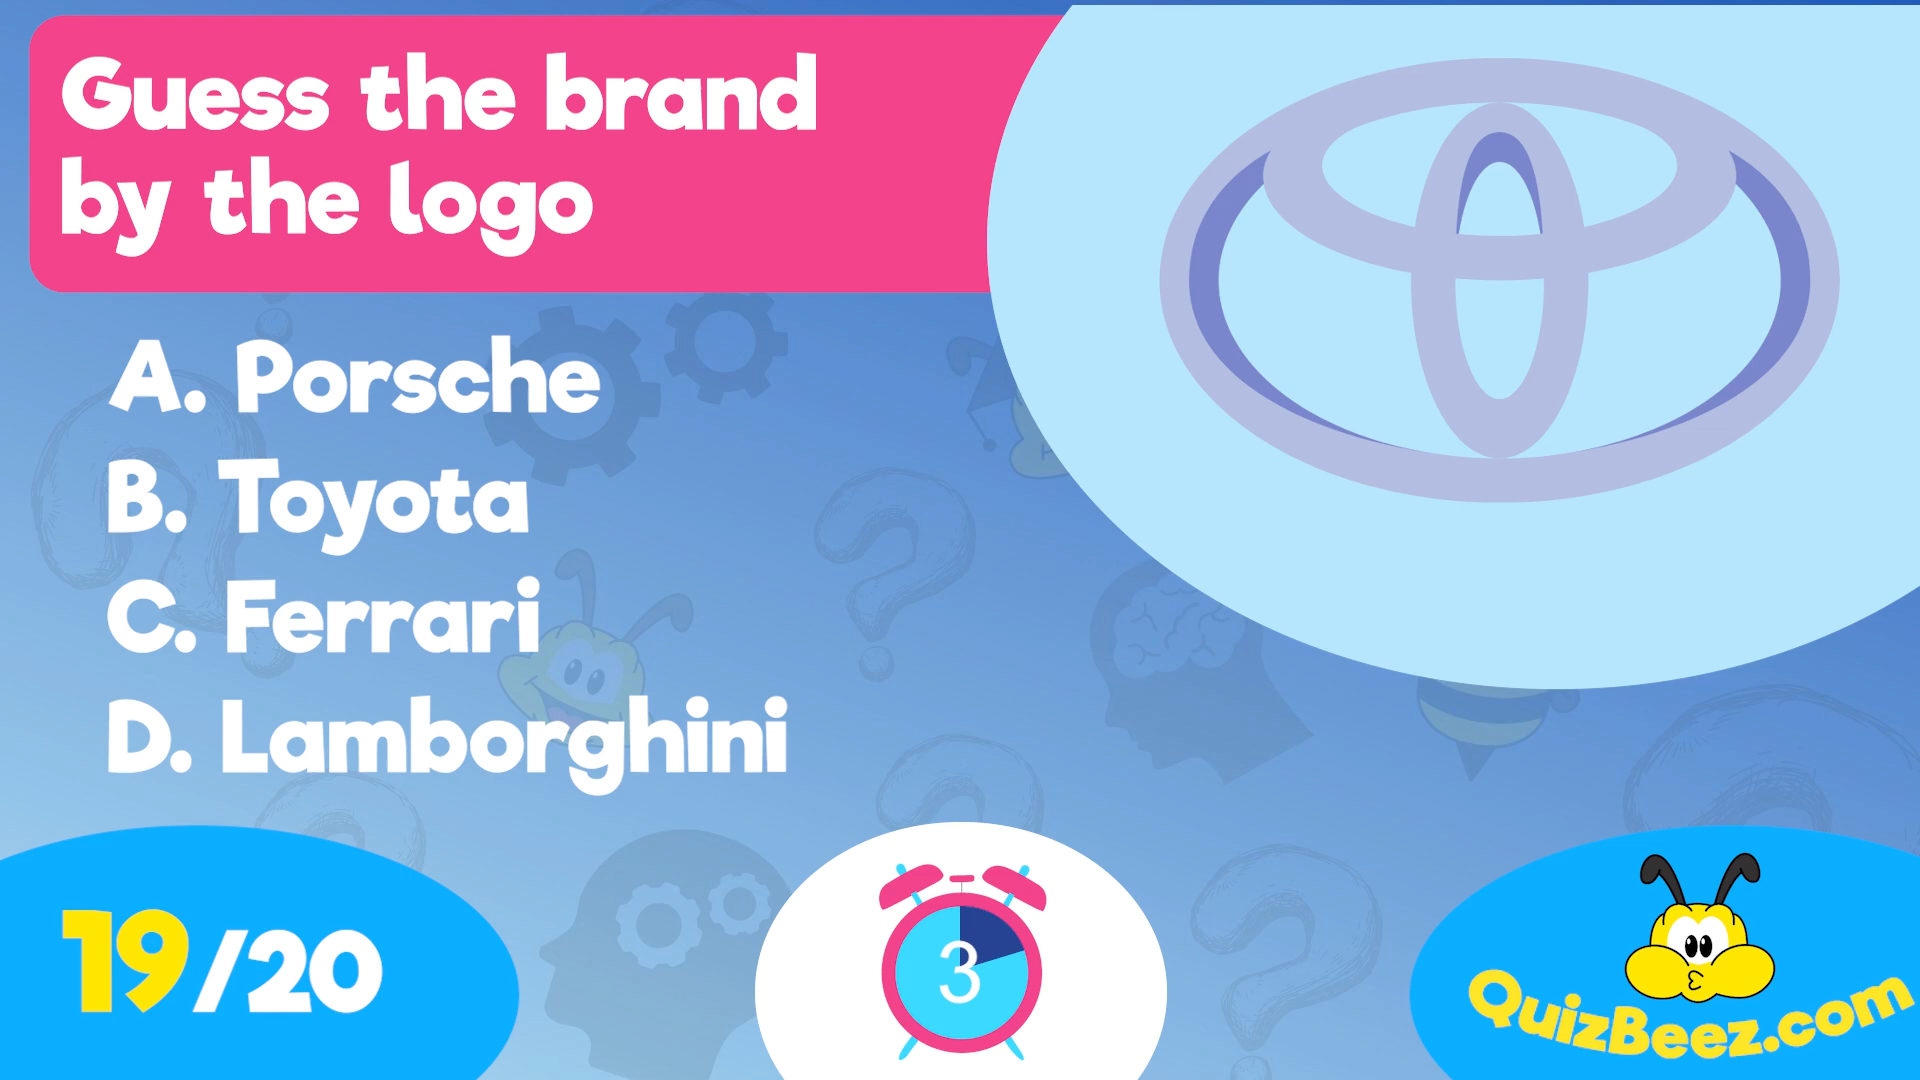 Guess the brand
by the logo
A. Porsche
B. Toyota
C. Ferrari
D. Lamborghini
19/20
3
QuizBeez.com